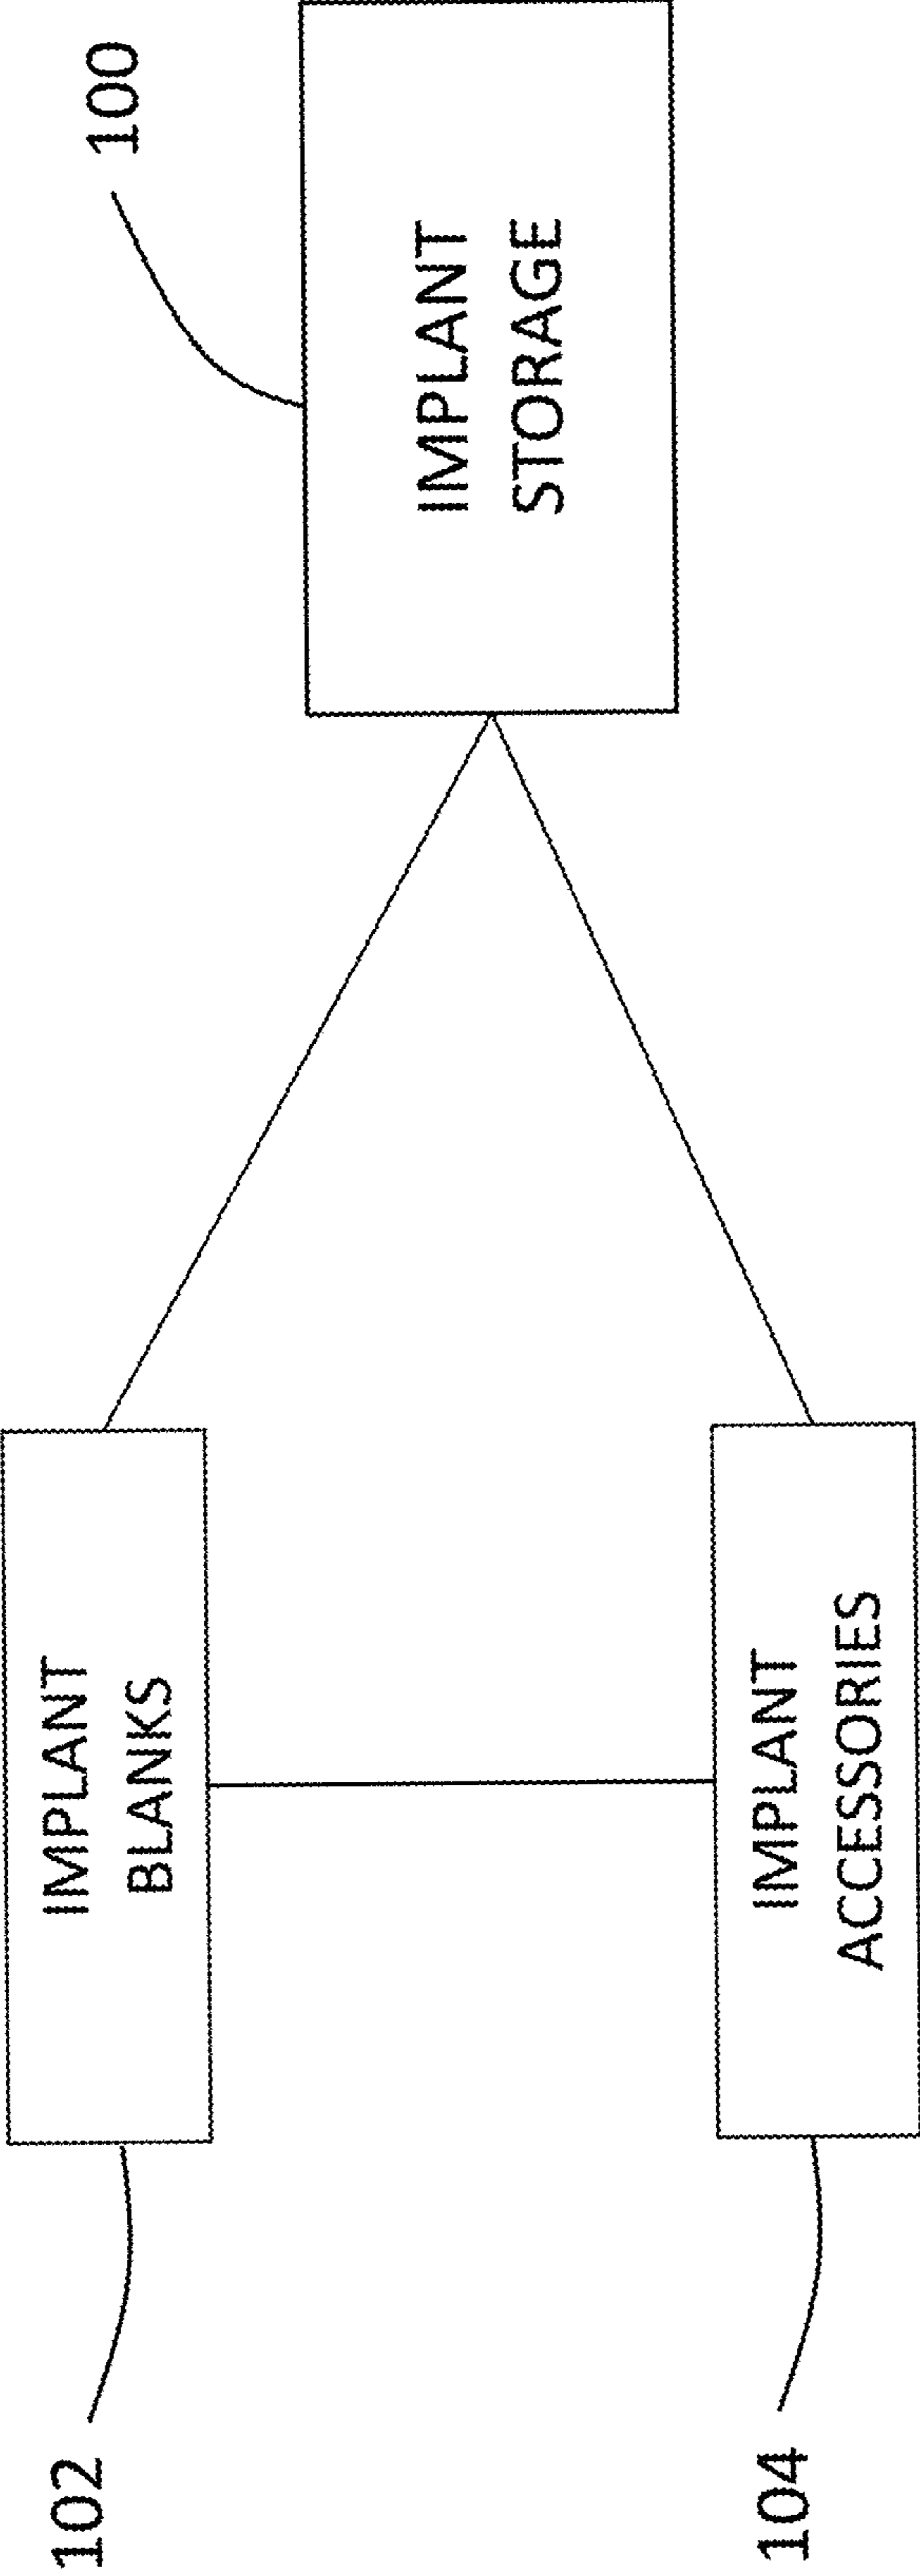 102
IMPLANT
BLANKS
100
IMPLANT
STORAGE
104
IMPLANT
ACCESSORIES